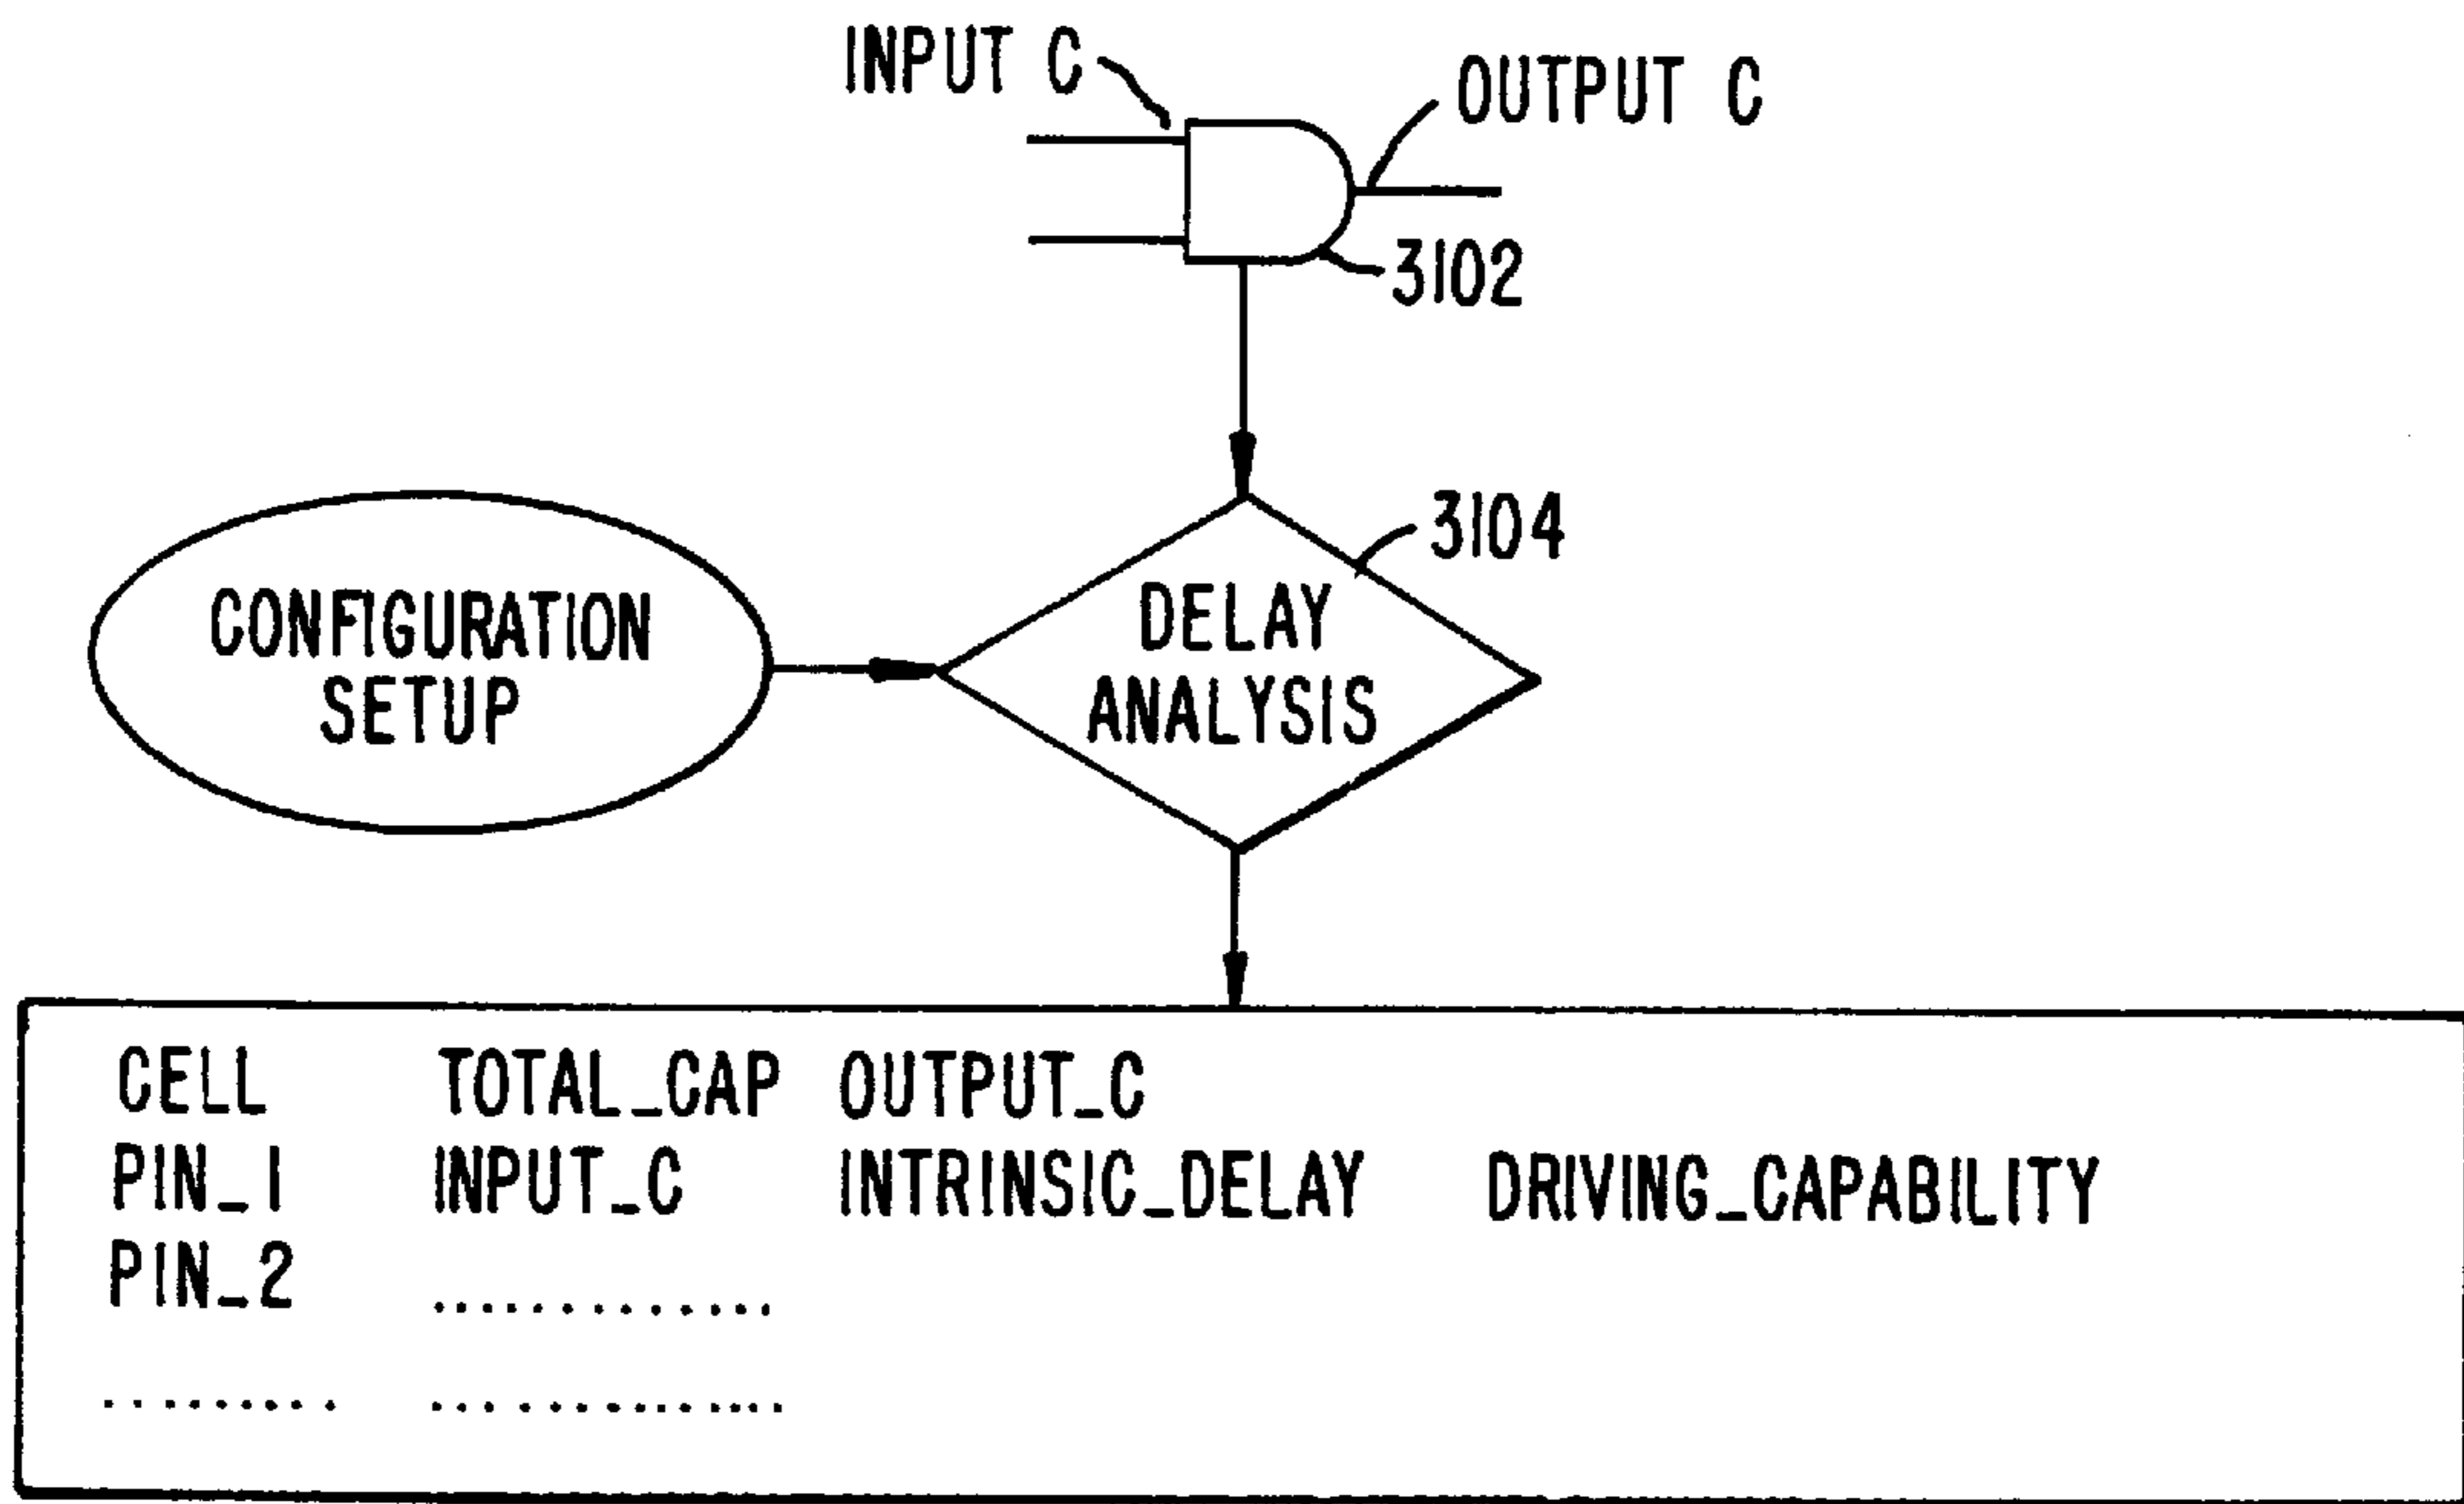 INPUT C
OUTPUT C
3102
3104
CONFIGURATION
SETUP
DELAY
ANALYSIS
CELL TOTAL_CAP OUTPUT_C
PIN_1 INPUT_C INTRINSIC_DELAY DRIVING_CAPABILITY
PIN_2 ............
......... .............